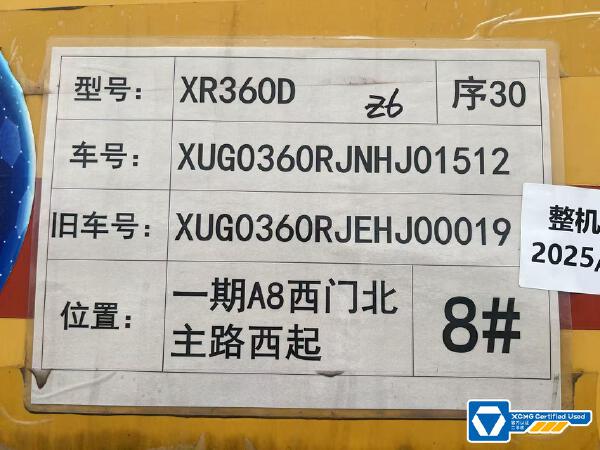 型号： XR360D Z6 序30
车号： XUG0360RJNHJ01512
旧车号： XUG0360RJEHJ00019
整机
2025/
位置： 一期A8西门北
主路西起
8#
XCMG Certified Used